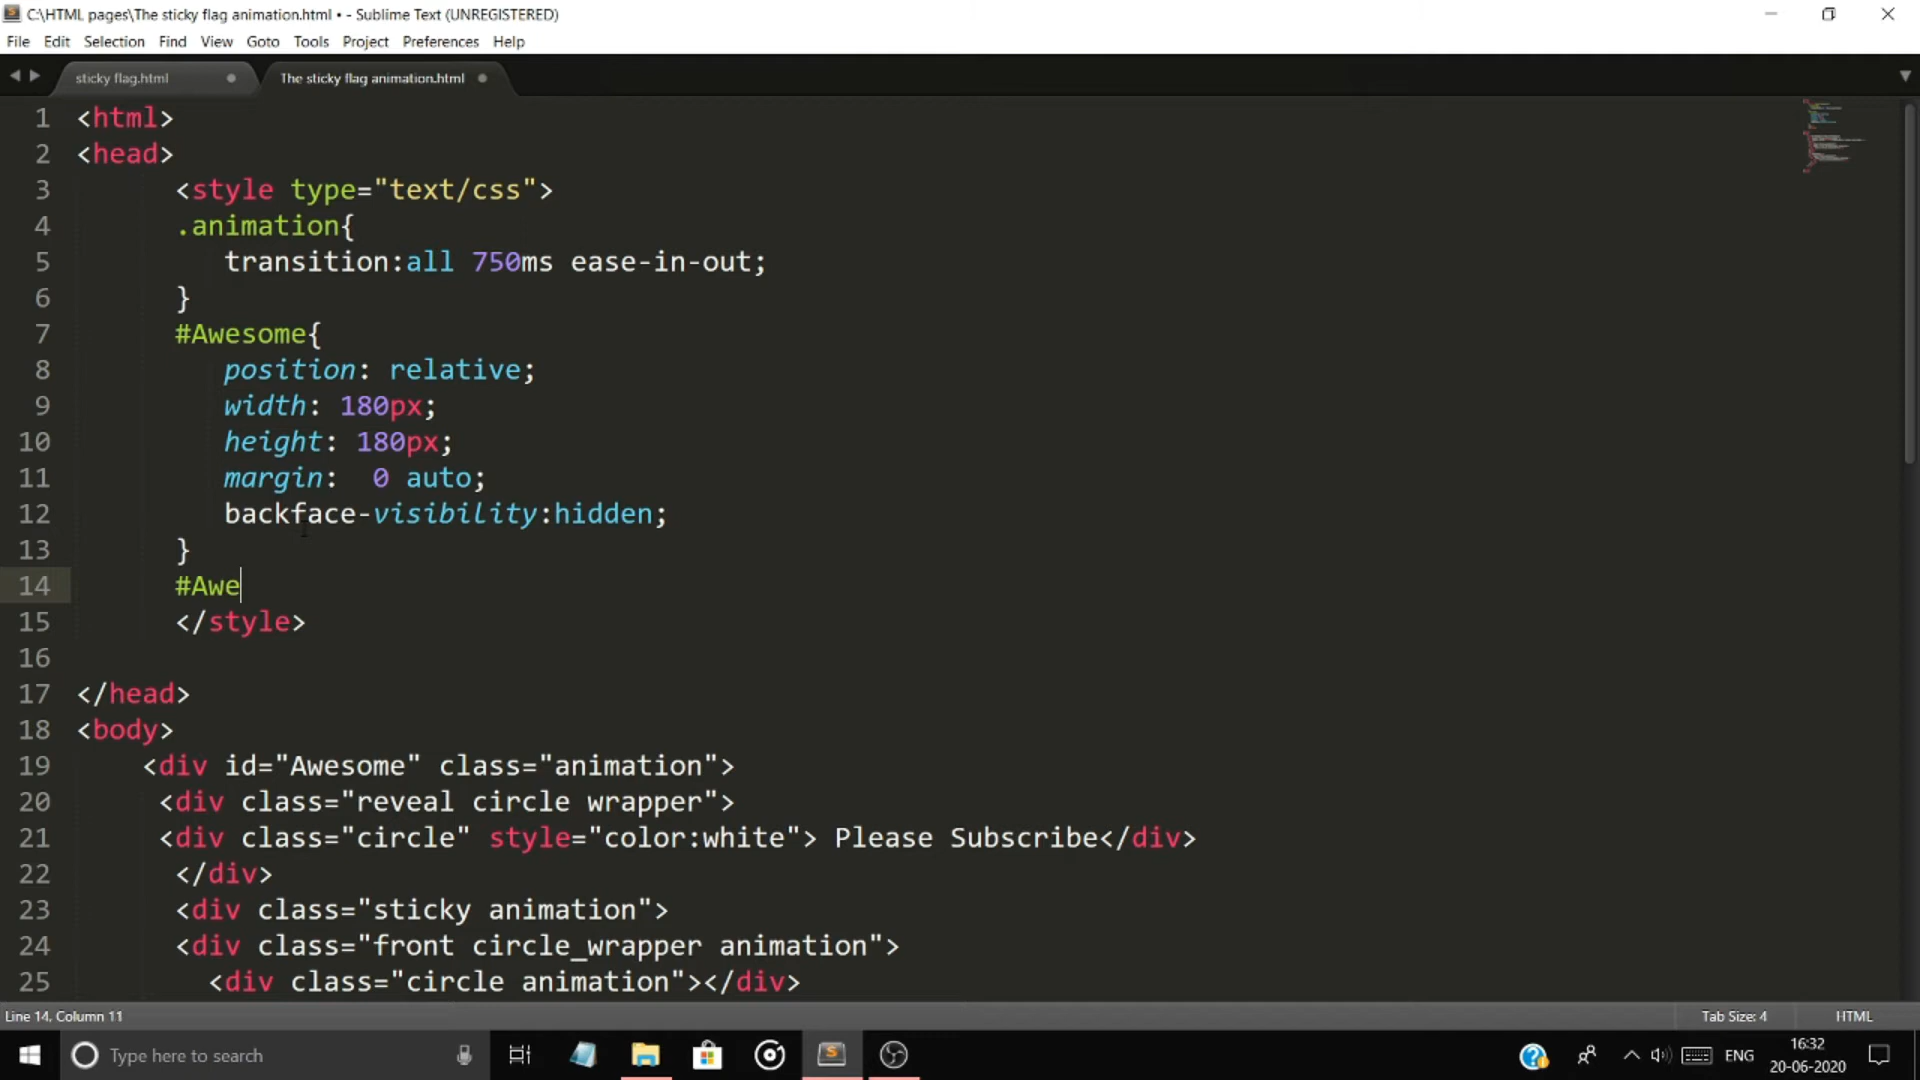 C:\HTML pages\The sticky flag animation.html • - Sublime Text (UNREGISTERED)
File Edit Selection Find View Goto Tools Project Preferences Help
sticky flag.html The sticky flag animation.html
1 <html>
2 <head>
3 <style type="text/css">
4 .animation{
5 transition:all 750ms ease-in-out;
6 }
7 #Awesome{
8 position: relative;
9 width: 180px;
10 height: 180px;
11 margin:  0 auto;
12 backface-visibility:hidden;
13 }
14 #Awe
15 </style>
16
17 </head>
18 <body>
19 <div id="Awesome" class="animation">
20 <div class="reveal circle wrapper">
21 <div class="circle" style="color:white"> Please Subscribe</div>
22 </div>
23 <div class="sticky animation">
24 <div class="front circle_wrapper animation">
25 <div class="circle animation"></div>
Line 14, Column 11 Tab Size: 4 HTML
Type here to search ENG 16:32
20-06-2020